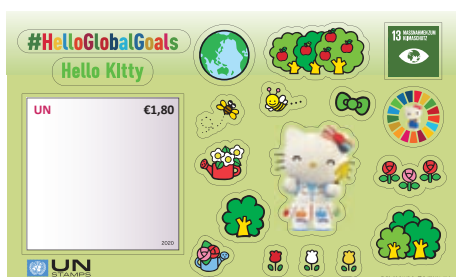 #HelloGlobalGoals
Hello Kitty
13 MASSNAHMEN ZUM
KLIMASCHUTZ
UN €1,80
2020
UN
STAMPS